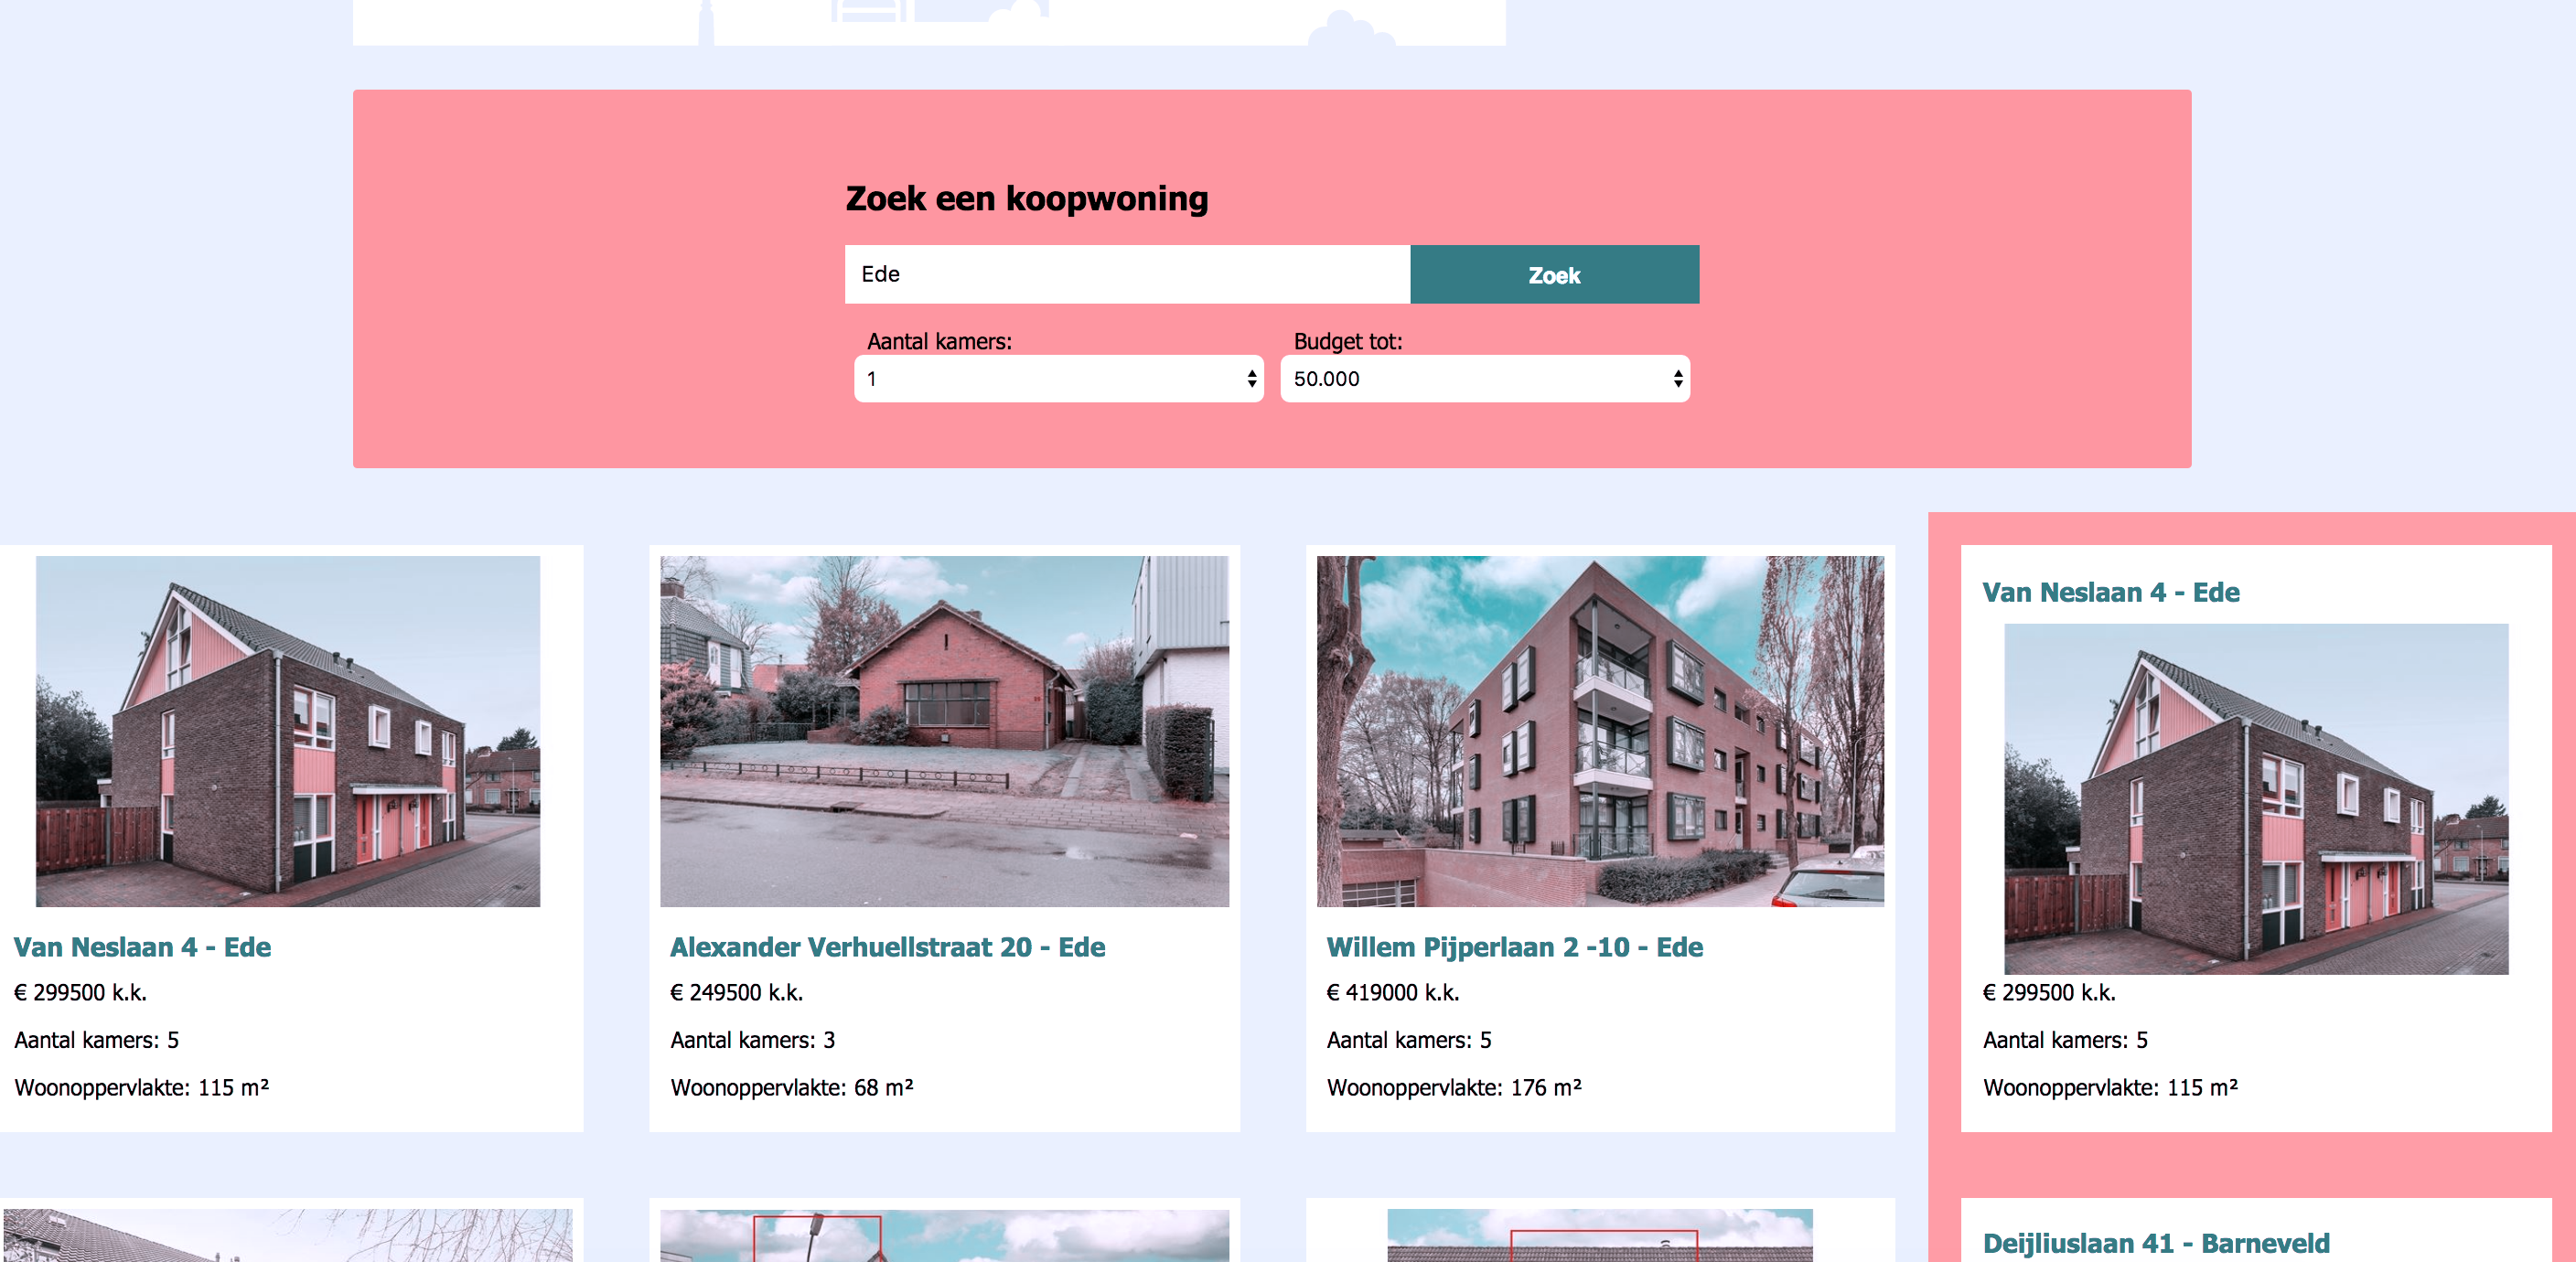 Zoek een koopwoning
Ede
Zoek
Aantal kamers:
Budget tot:
1
50.000
Van Neslaan 4 - Ede
€ 299500 k.k.
Aantal kamers: 5
Woonoppervlakte: 115 m²
Alexander Verhuellstraat 20 - Ede
€ 249500 k.k.
Aantal kamers: 3
Woonoppervlakte: 68 m²
Willem Pijperlaan 2 -10 - Ede
€ 419000 k.k.
Aantal kamers: 5
Woonoppervlakte: 176 m²
Van Neslaan 4 - Ede
€ 299500 k.k.
Aantal kamers: 5
Woonoppervlakte: 115 m²
Deijliuslaan 41 - Barneveld